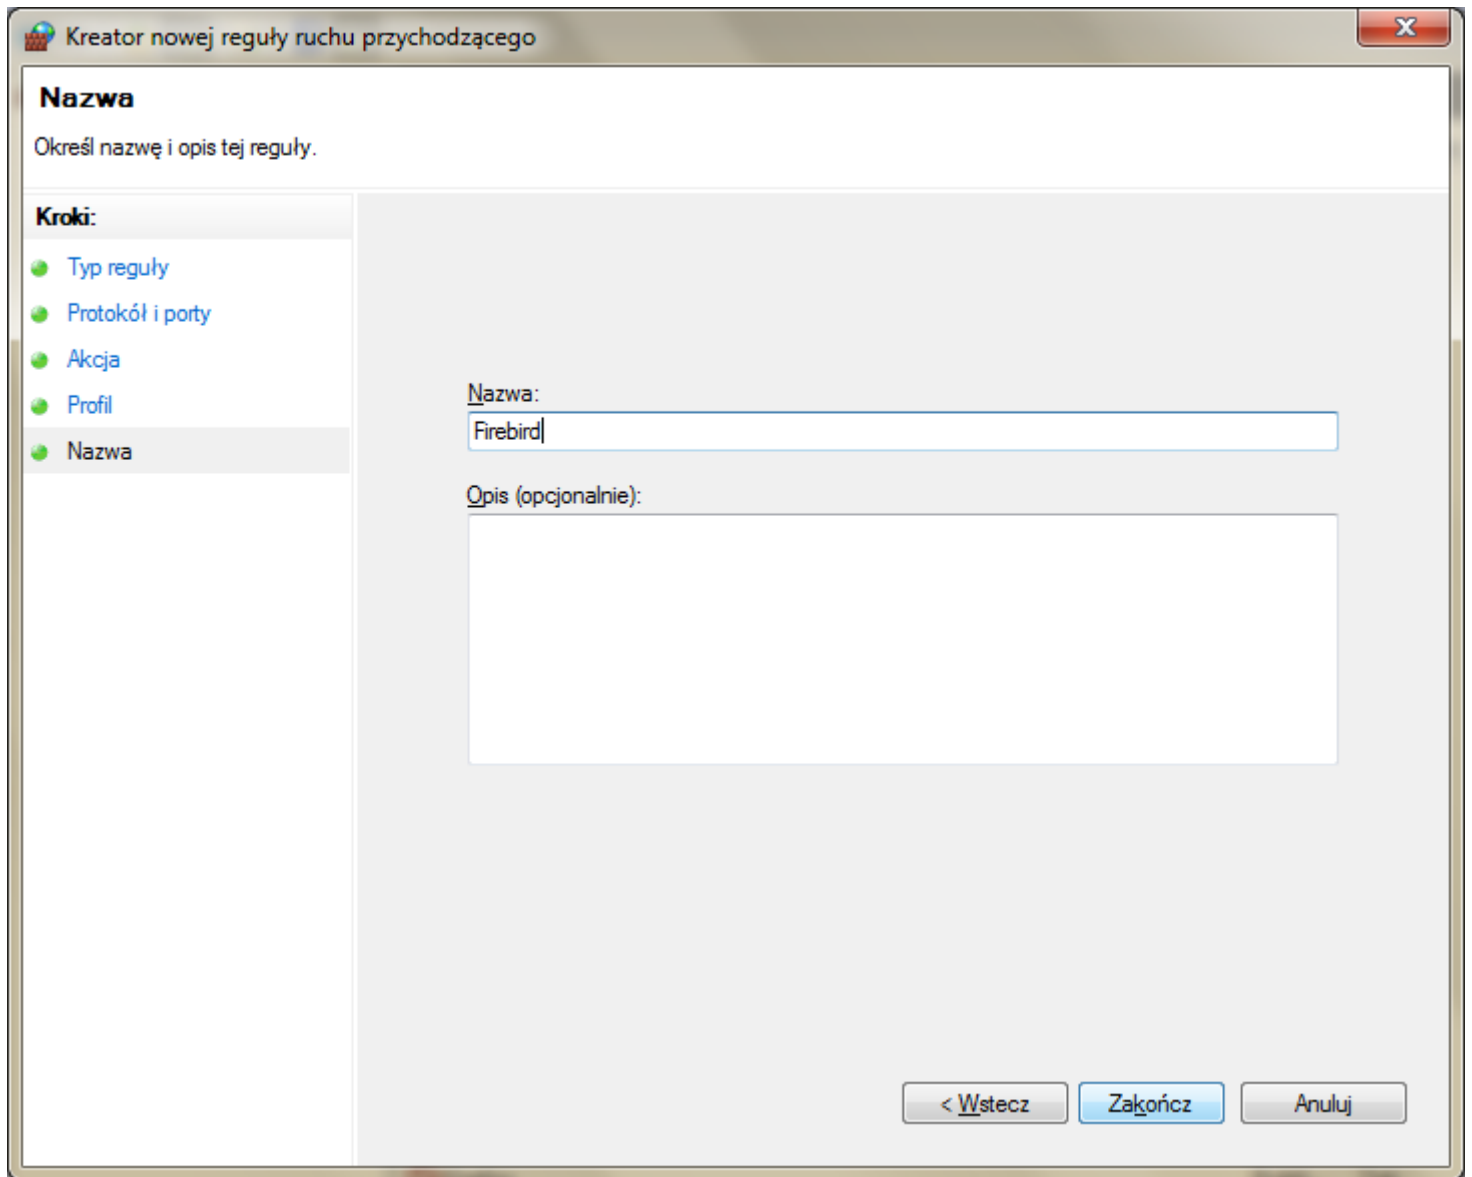 Kreator nowej reguły ruchu przychodzącego
Nazwa
Określ nazwę i opis tej reguły.
Kroki:
Typ reguły
Protokół i porty
Akcja
Profil
Nazwa
Nazwa:
Firebird
Opis (opcjonalnie):
< Wstecz
Zakończ
Anuluj